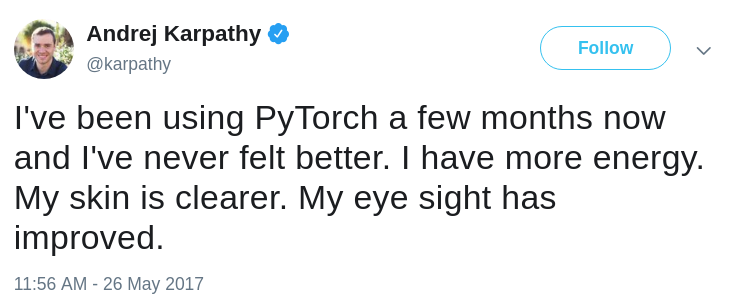 Andrej Karpathy
@karpathy
Follow
I've been using PyTorch a few months now
and I've never felt better. I have more energy.
My skin is clearer. My eye sight has
improved.
11:56 AM - 26 May 2017